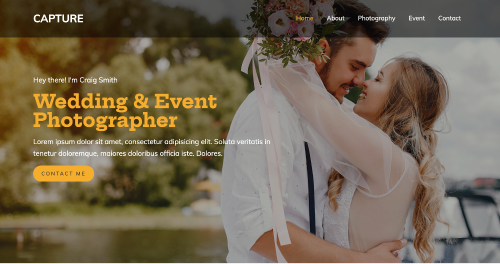 CAPTURE
Home About Photography Event Contact
Hey there! I'm Craig Smith
Wedding & Event
Photographer
Lorem ipsum dolor sit amet, consectetur adipisicing elit. Soluta veritatis in
tenetur doloremque, maiores doloribus officia iste. Dolores.
CONTACT ME